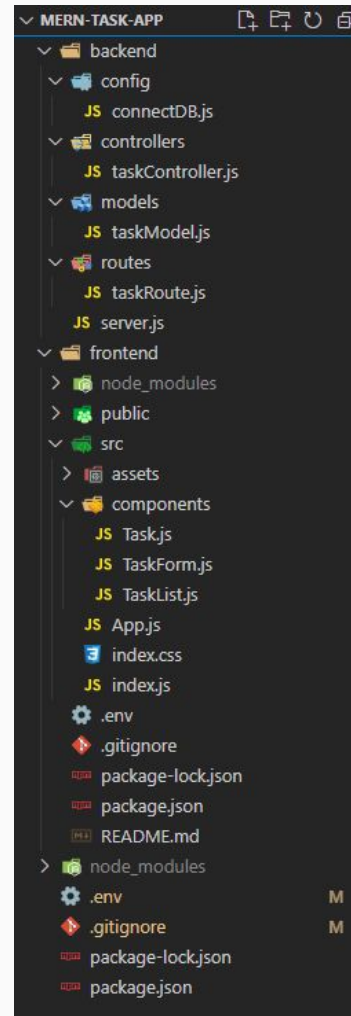 MERN-TASK-APP
backend
config
JS connectDB.js
controllers
JS taskController.js
models
JS taskModel.js
routes
JS taskRoute.js
JS server.js
frontend
node_modules
public
src
assets
components
JS Task.js
JS TaskForm.js
JS TaskList.js
JS App.js
index.css
JS index.js
.env
.gitignore
package-lock.json
package.json
README.md
node_modules
.env M
.gitignore M
package-lock.json
package.json